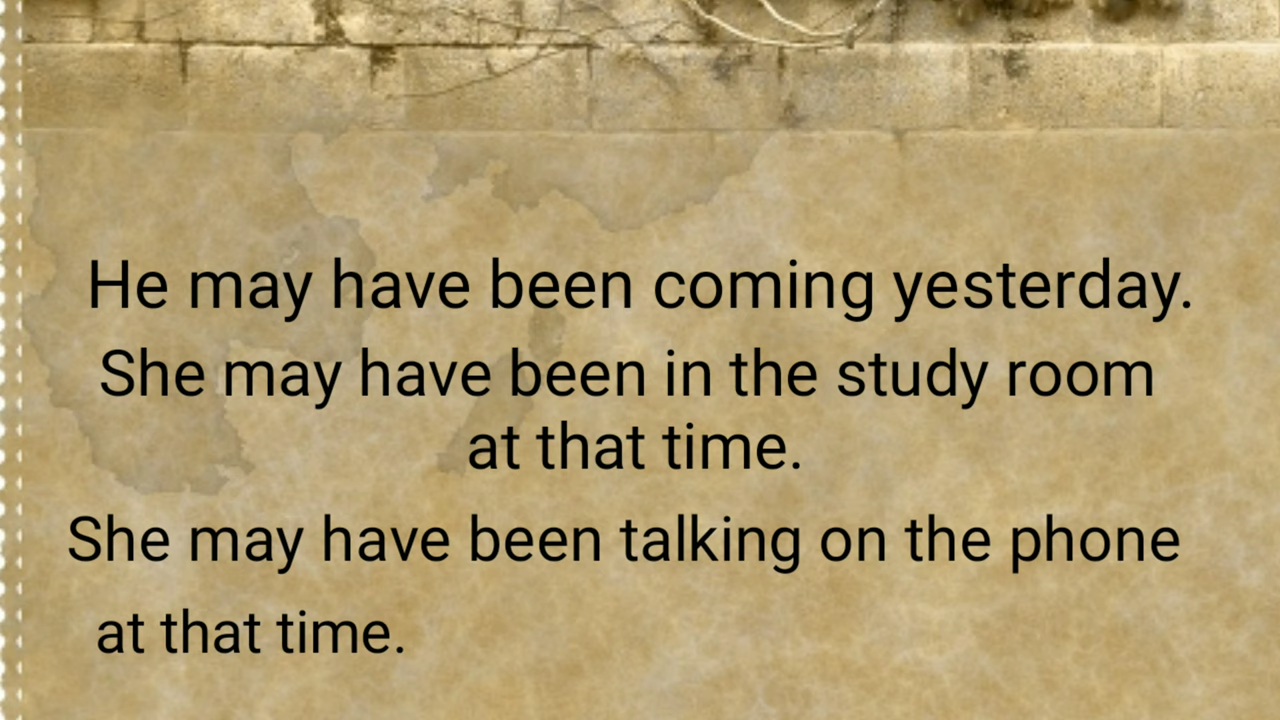 He may have been coming yesterday.
She may have been in the study room
at that time.
She may have been talking on the phone
at that time.